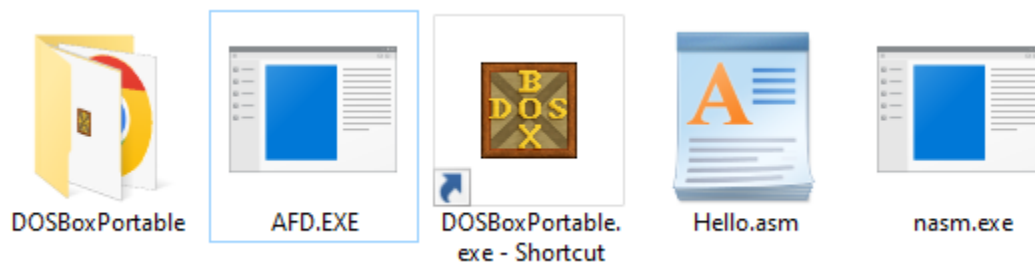 DOSBoxPortable
AFD.EXE
BOX
DOS
DOSBoxPortable.
exe - Shortcut
A
Hello.asm
nasm.exe